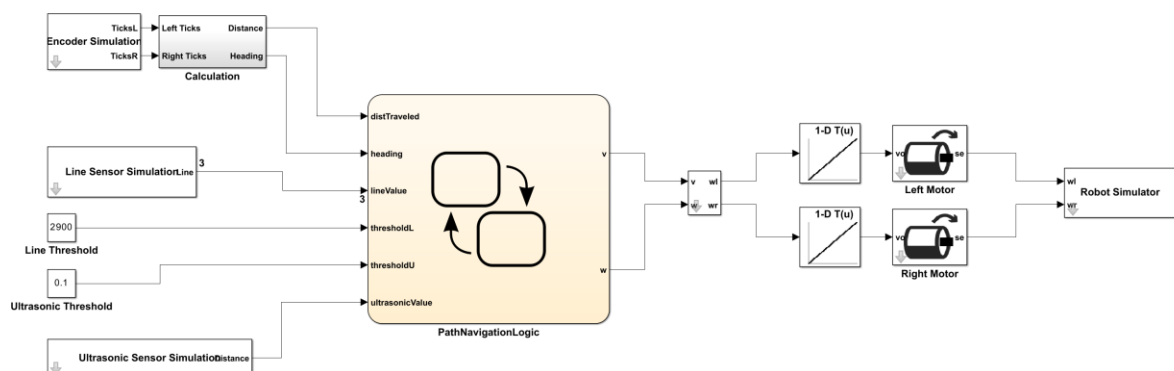 TicksL
Encoder Simulation
TicksR
Left Ticks
Distance
Right Ticks
Heading
Calculation
3
Line Sensor Simulation
Line
2900
Line Threshold
0.1
Ultrasonic Threshold
Ultrasonic Sensor Simulation
Distance
distTraveled
heading
lineValue
3
thresholdL
thresholdU
ultrasonicValue
v
w
PathNavigationLogic
v
wl
w
wr
1-D T(u)
vo
se
Left Motor
1-D T(u)
vo
se
Right Motor
wl
Robot Simulator
wr